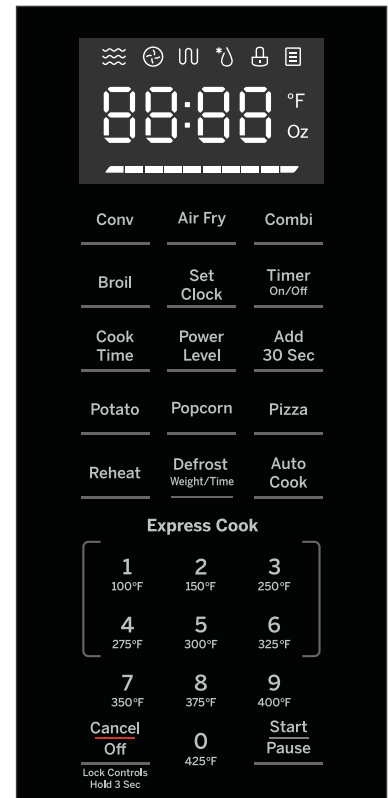 88:88 °F
Oz
Conv Air Fry Combi
Broil Set Clock Timer On/Off
Cook Time Power Level Add 30 Sec
Potato Popcorn Pizza
Reheat Defrost Weight/Time Auto Cook
Express Cook
1 2 3
100°F 150°F 250°F
4 5 6
275°F 300°F 325°F
7 8 9
350°F 375°F 400°F
Cancel Off 0 Start Pause
425°F
Lock Controls
Hold 3 Sec